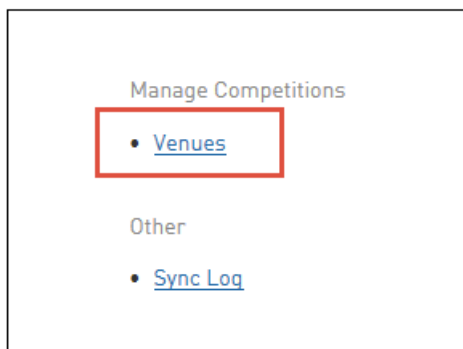 Manage Competitions
• Venues
Other
• Sync Log